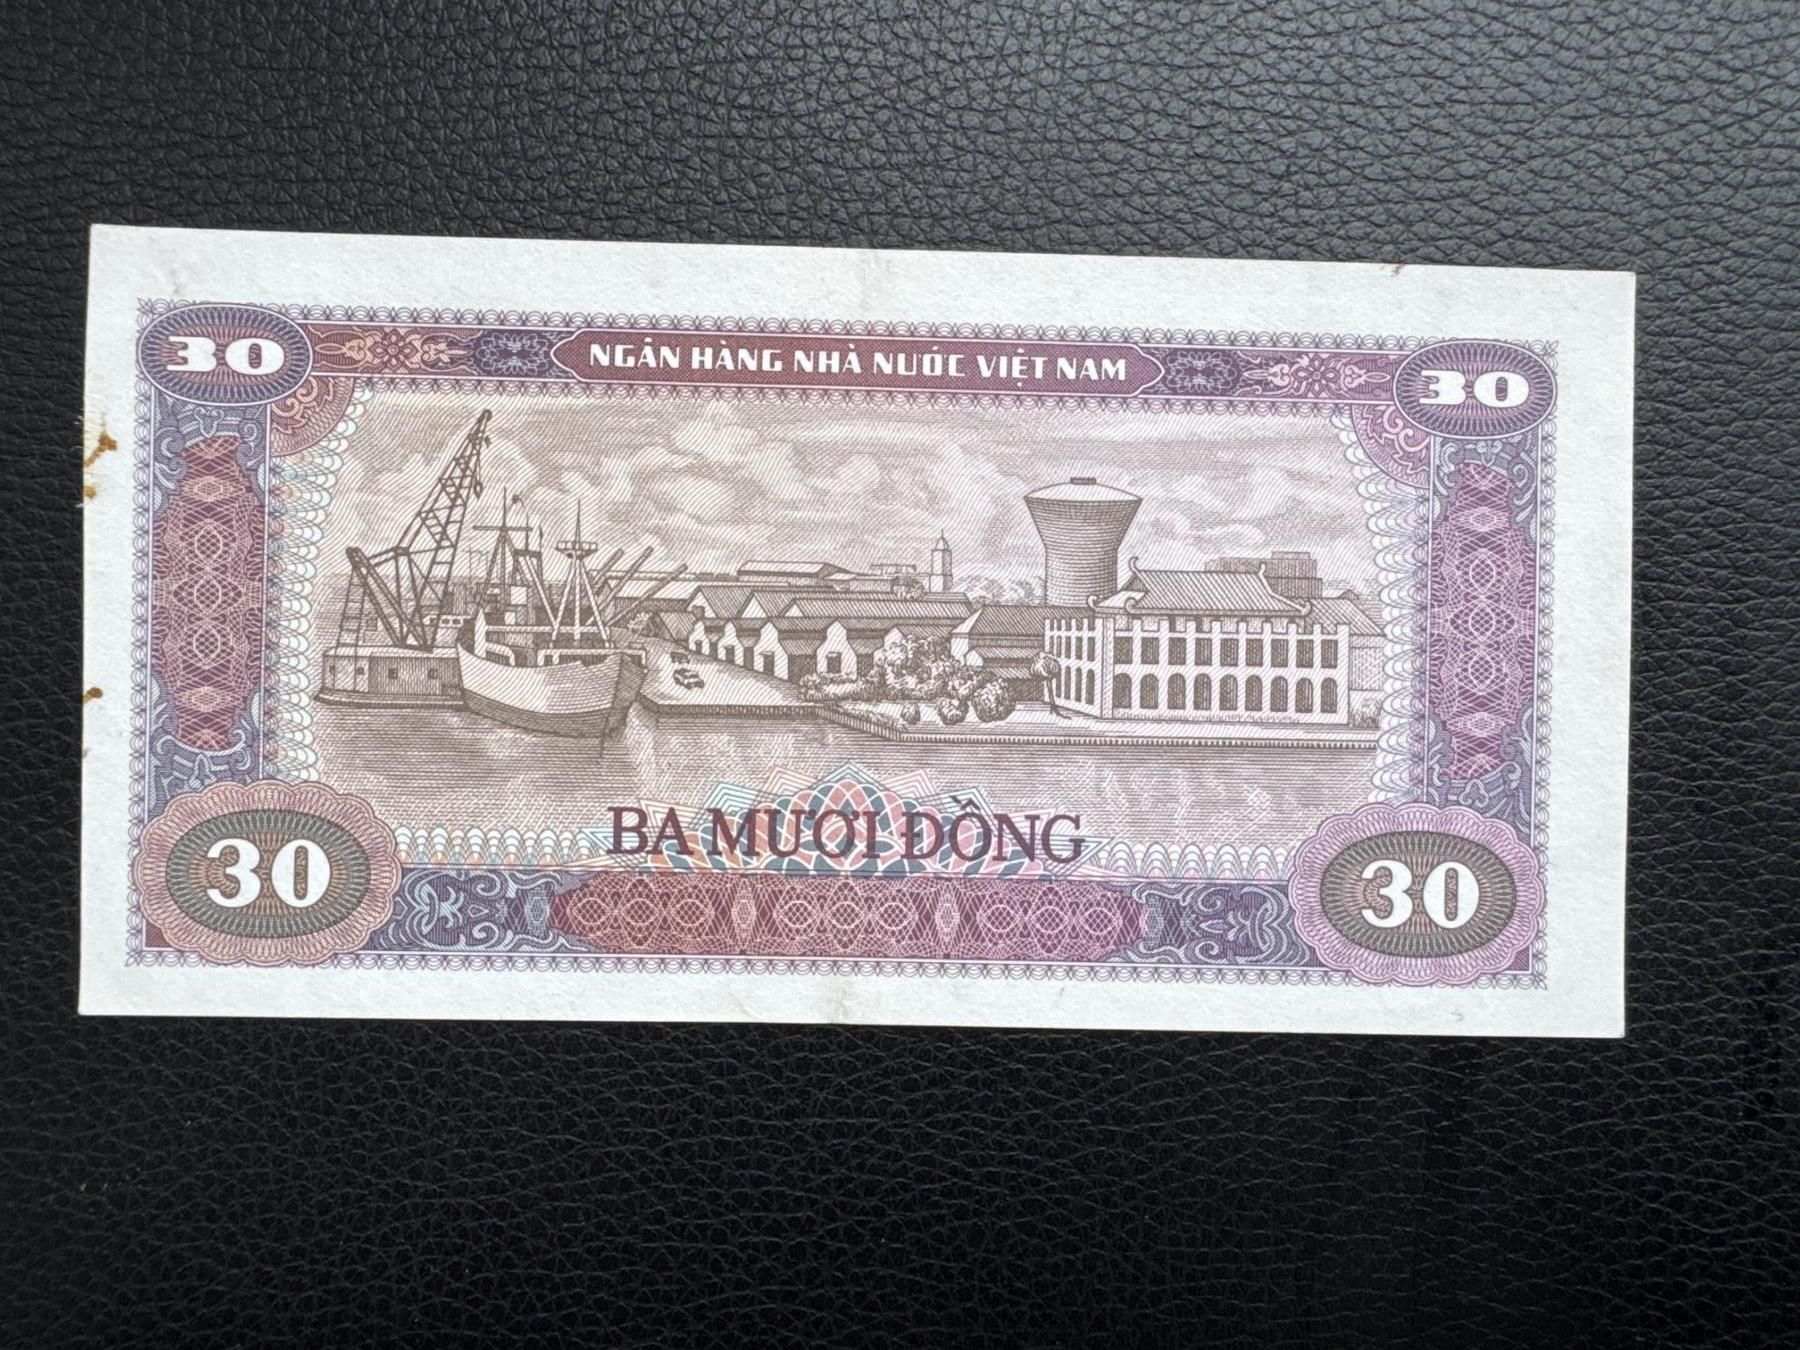 30 NGÂN HÀNG NHÀ NƯỚC VIỆT NAM 30
BA MƯƠI ĐỒNG
30 30